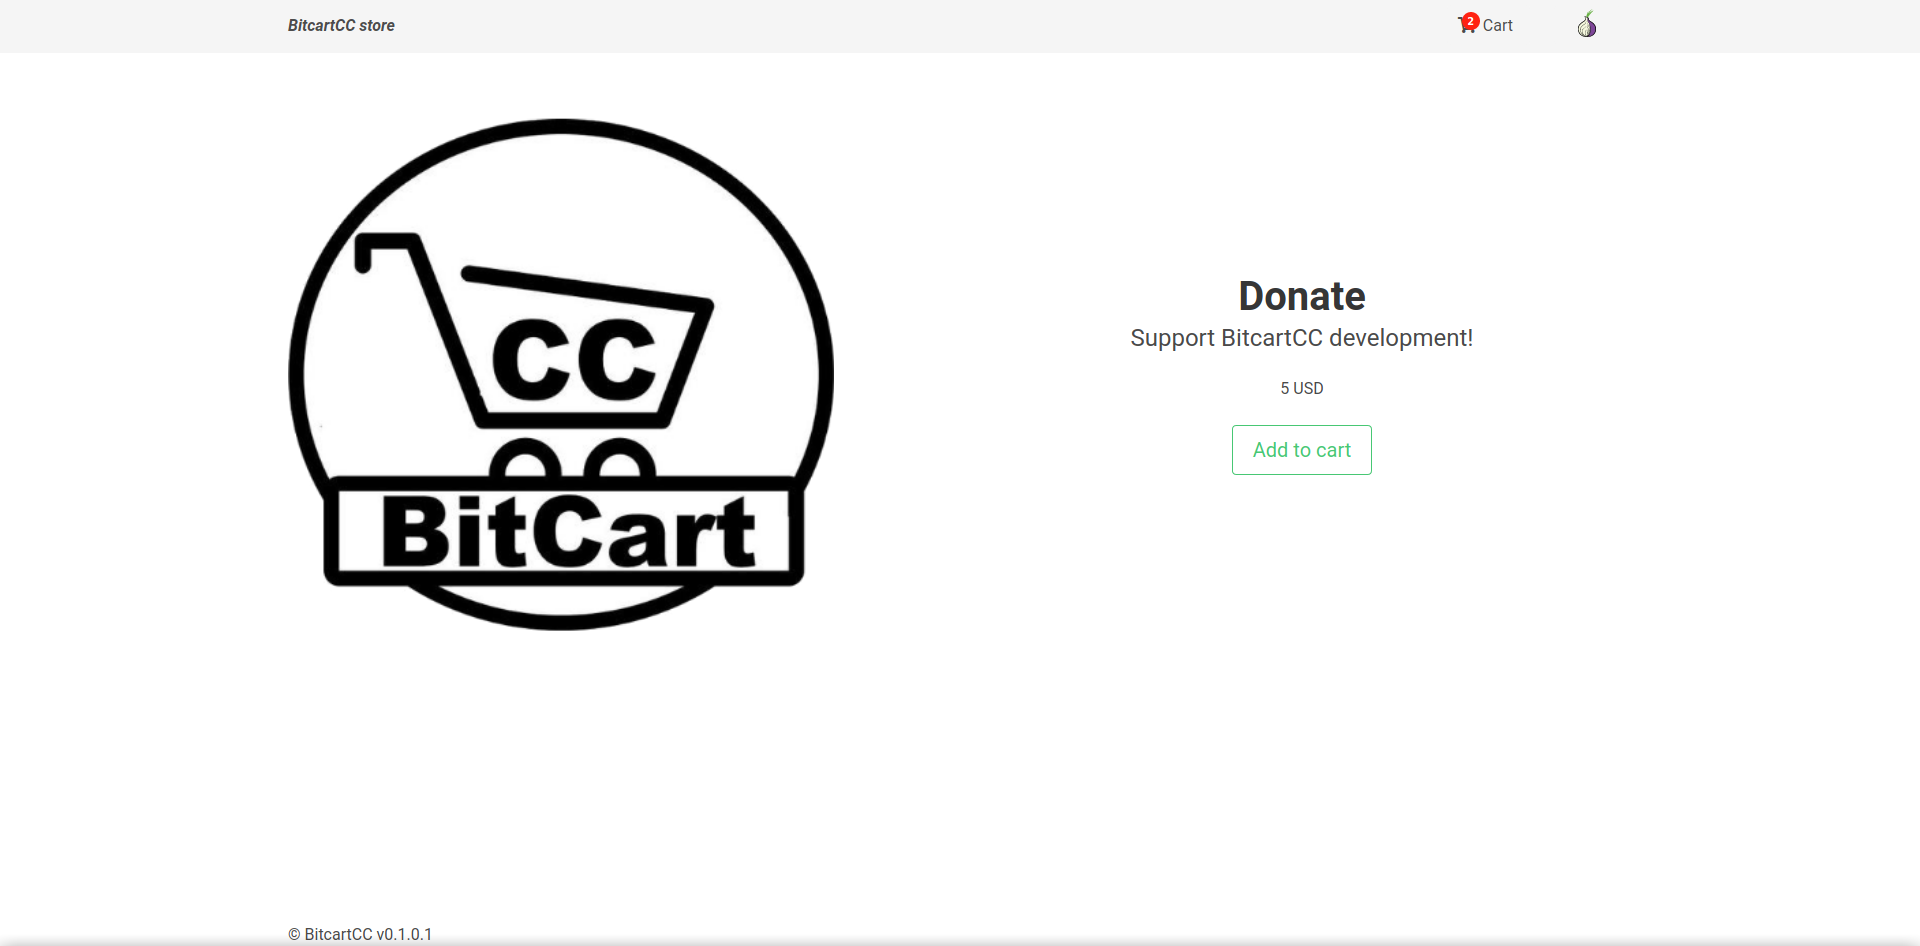 BitcartCC store
2 Cart
CC
BitCart
Donate
Support BitcartCC development!
5 USD
Add to cart
© BitcartCC v0.1.0.1